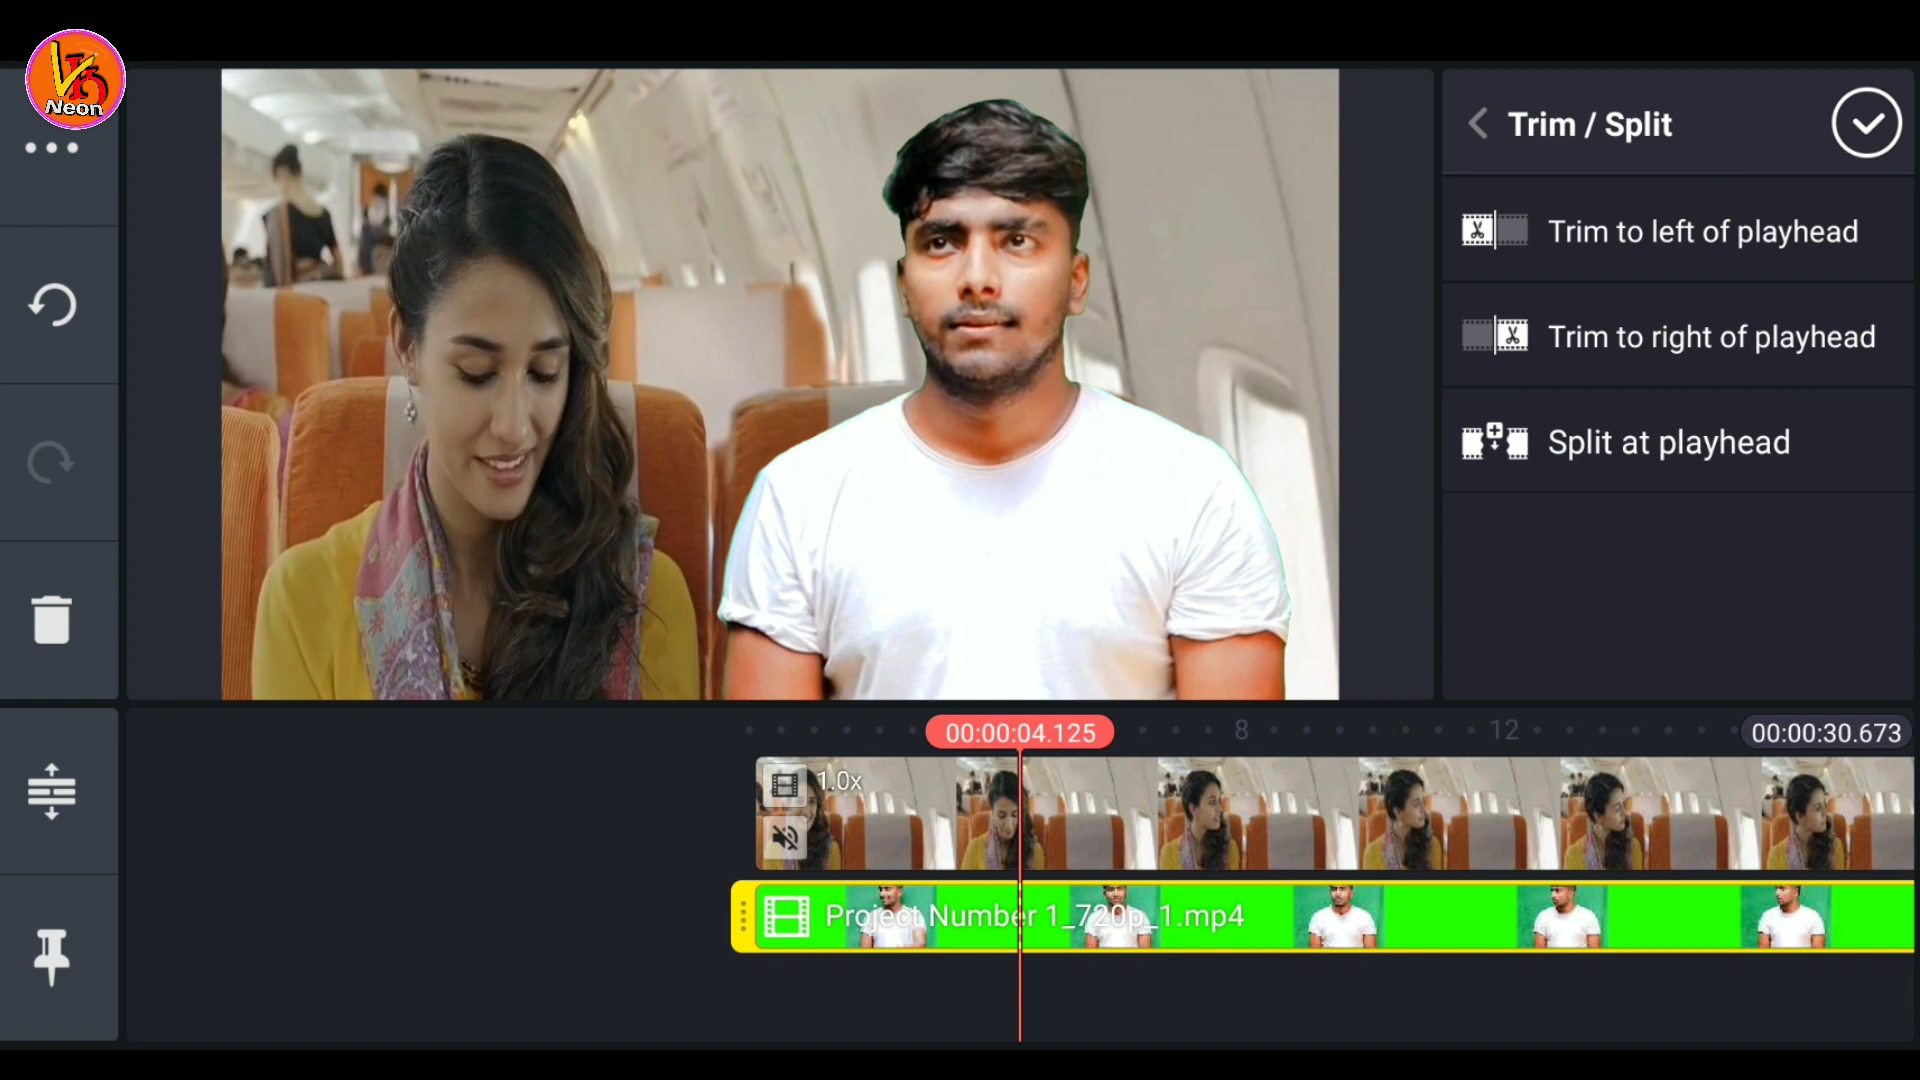 Neon
Trim / Split
Trim to left of playhead
Trim to right of playhead
Split at playhead
00:00:04.125
8
12
00:00:30.673
1.0x
Project Number 1_720p_1.mp4